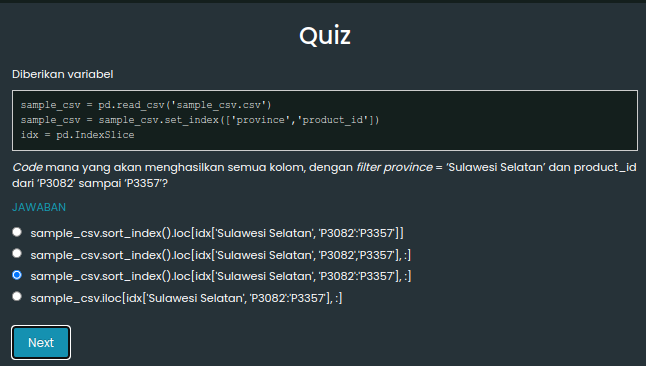 Quiz
Diberikan variabel
sample_csv = pd.read_csv('sample_csv.csv')
sample_csv = sample_csv.set_index(['province','product_id'])
idx = pd.IndexSlice
Code mana yang akan menghasilkan semua kolom, dengan filter province = 'Sulawesi Selatan' dan product_id
dari 'P3082' sampai 'P3357'?
JAWABAN
sample_csv.sort_index().loc[idx['Sulawesi Selatan', 'P3082':'P3357']]
sample_csv.sort_index().loc[idx['Sulawesi Selatan', 'P3082','P3357'], :]
sample_csv.sort_index().loc[idx['Sulawesi Selatan', 'P3082':'P3357'], :]
sample_csv.iloc[idx['Sulawesi Selatan', 'P3082':'P3357'], :]
Next